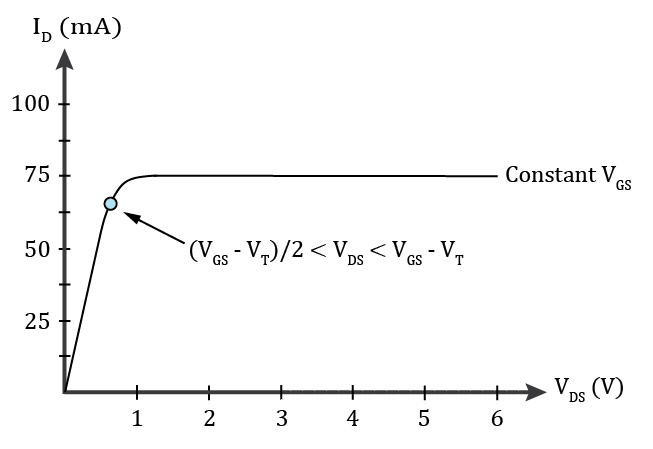 I_D (mA)
100
75
50
25
Constant V_GS
(V_GS - V_T)/2 < V_DS < V_GS - V_T
V_DS (V)
1 2 3 4 5 6